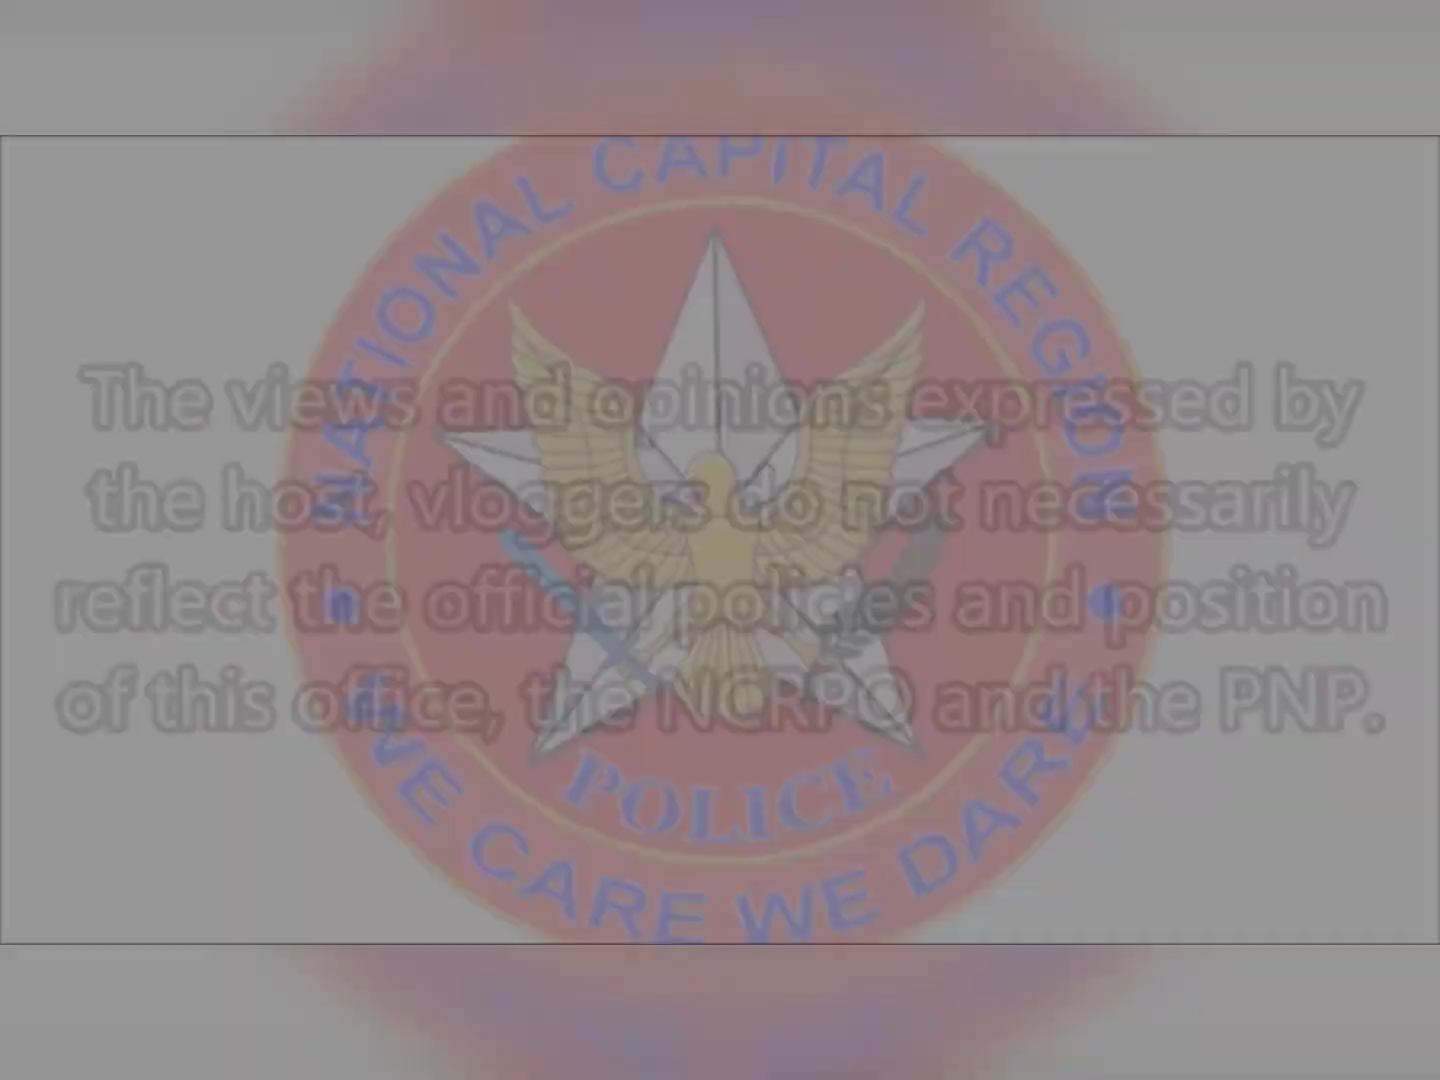 NATIONAL CAPITAL REGION
The views and opinions expressed by
the host, vloggers do not necessarily
reflect the official policies and position
of this office, the NCRPO and the PNP.
POLICE
WE CARE WE DARE